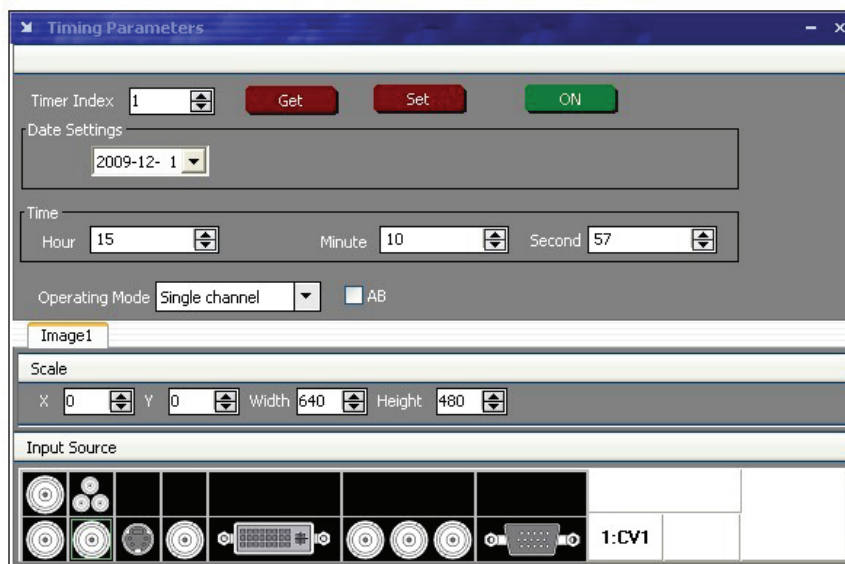 Timing Parameters
Timer Index 1 Get Set ON
Date Settings
2009-12- 1
Time
Hour 15 Minute 10 Second 57
Operating Mode Single channel AB
Image1
Scale
X 0 Y 0 Width 640 Height 480
Input Source
1:CV1